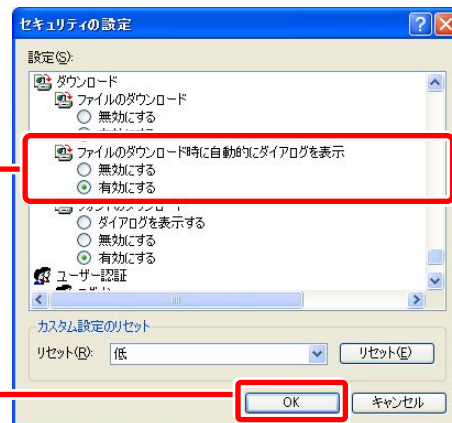 セキュリティの設定
設定(S):
ダウンロード
ファイルのダウンロード
無効にする
ファイルのダウンロード時に自動的にダイアログを表示
無効にする
有効にする
ダイアログを表示する
無効にする
有効にする
ユーザー認証
カスタム設定のリセット
リセット(R):
低
リセット(E)
OK
キャンセル